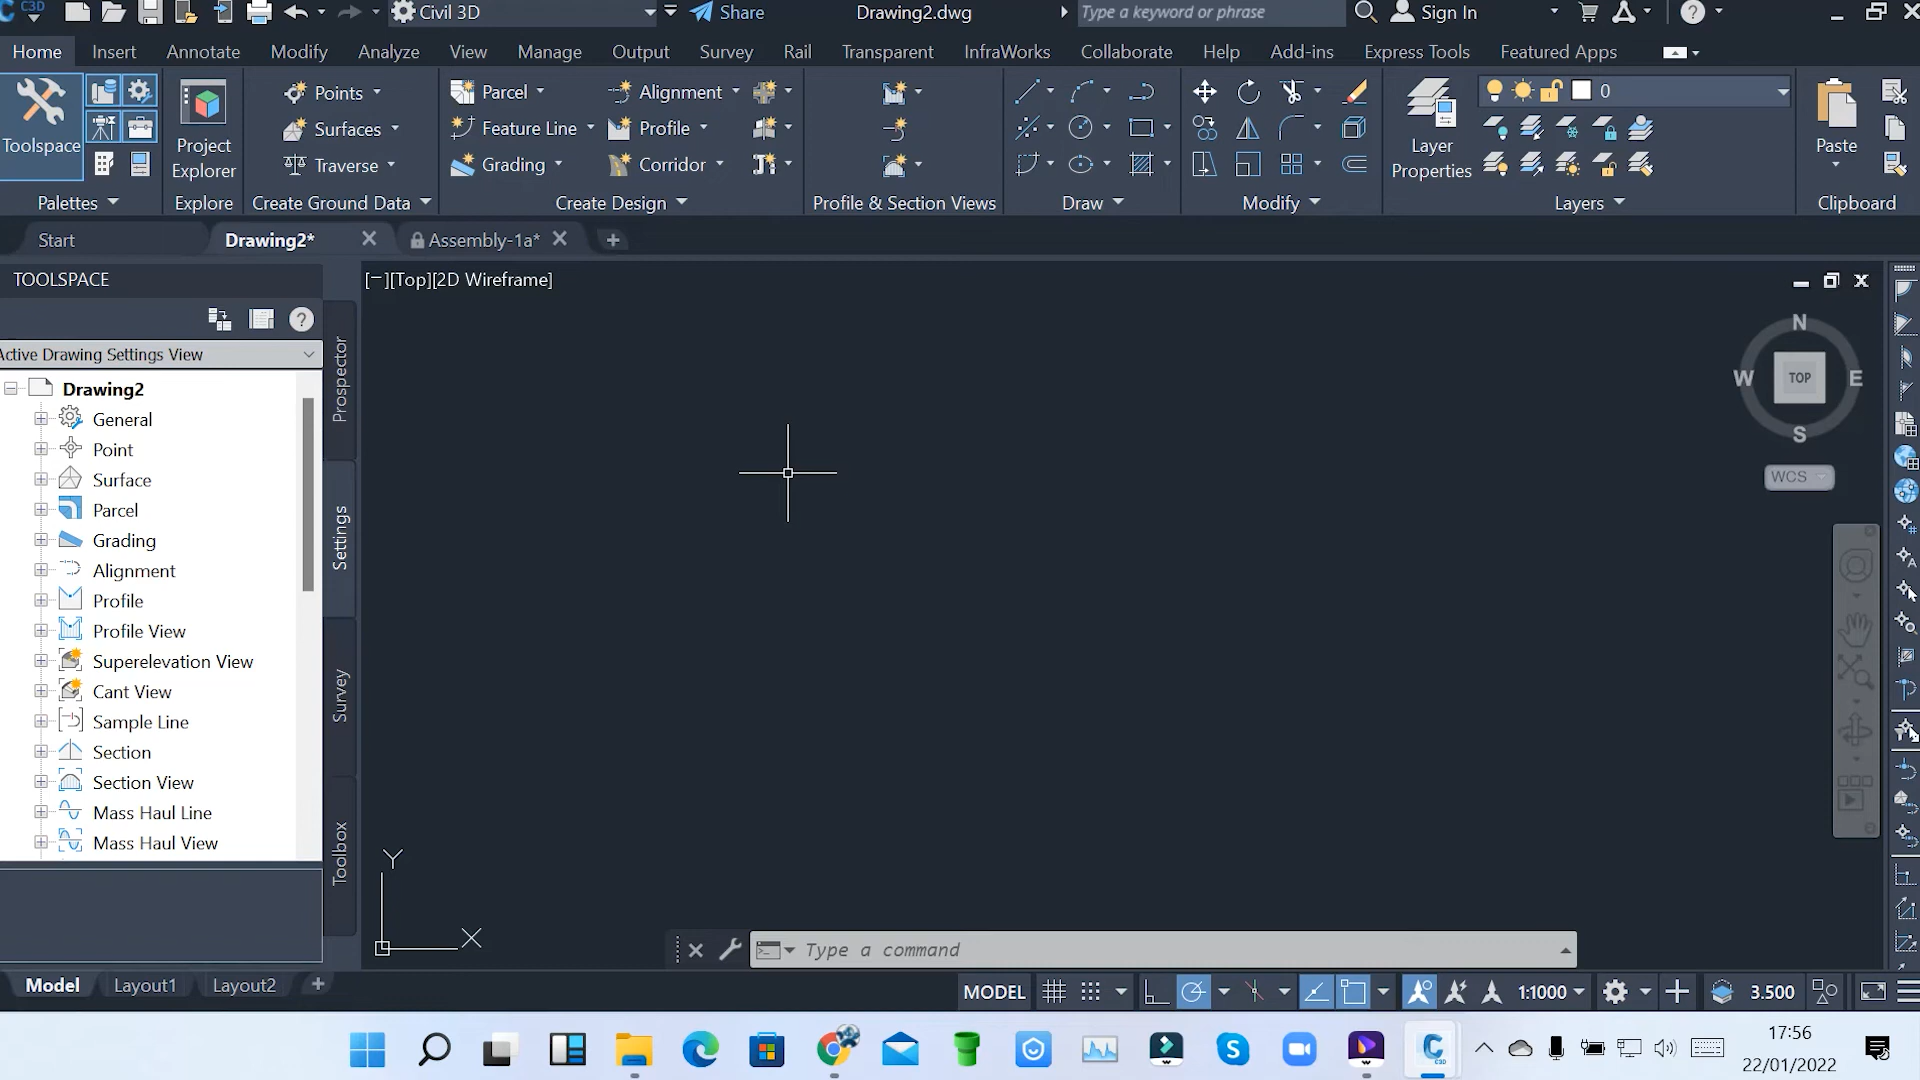 C3D Civil 3D Share Drawing2.dwg Type a keyword or phrase Sign In
Home Insert Annotate Modify Analyze View Manage Output Survey Rail Transparent InfraWorks Collaborate Help Add-ins Express Tools Featured Apps
Points Parcel Alignment 0
Surfaces Feature Line Profile
Toolspace Project Explorer Traverse Grading Corridor Layer Properties Paste
Palettes Explore Create Ground Data Create Design Profile & Section Views Draw Modify Layers Clipboard
Start Drawing2* Assembly-1a*
TOOLSPACE [−][Top][2D Wireframe]
Active Drawing Settings View
Drawing2
General
Point
Surface
Parcel
Grading
Alignment
Profile
Profile View
Superelevation View
Cant View
Sample Line
Section
Section View
Mass Haul Line
Mass Haul View
Prospector
Settings
Survey
Toolbox
N
W TOP E
S
WCS
Y
X
Type a command
Model Layout1 Layout2 MODEL 1:1000 3.500
17:56
22/01/2022